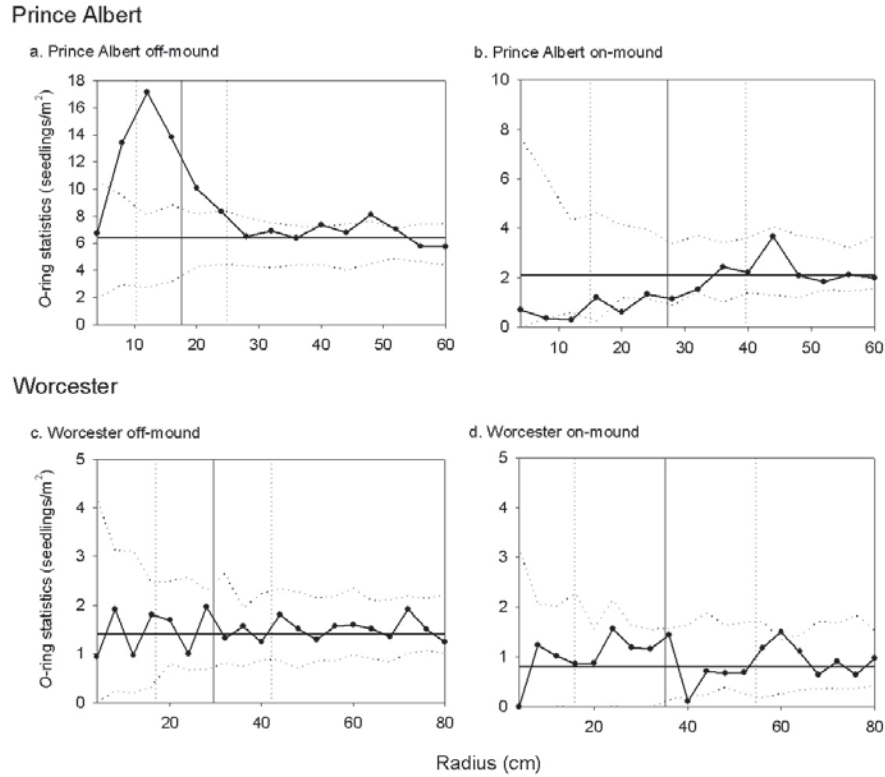 Prince Albert
a. Prince Albert off-mound
b. Prince Albert on-mound
O-ring statistics (seedlings/m²)
18
16
14
12
10
8
6
4
2
0
10 20 30 40 50 60
10
8
6
4
2
0
10 20 30 40 50 60
Worcester
c. Worcester off-mound
d. Worcester on-mound
O-ring statistics (seedlings/m²)
5
4
3
2
1
0
20 40 60 80
5
4
3
2
1
0
20 40 60 80
Radius (cm)